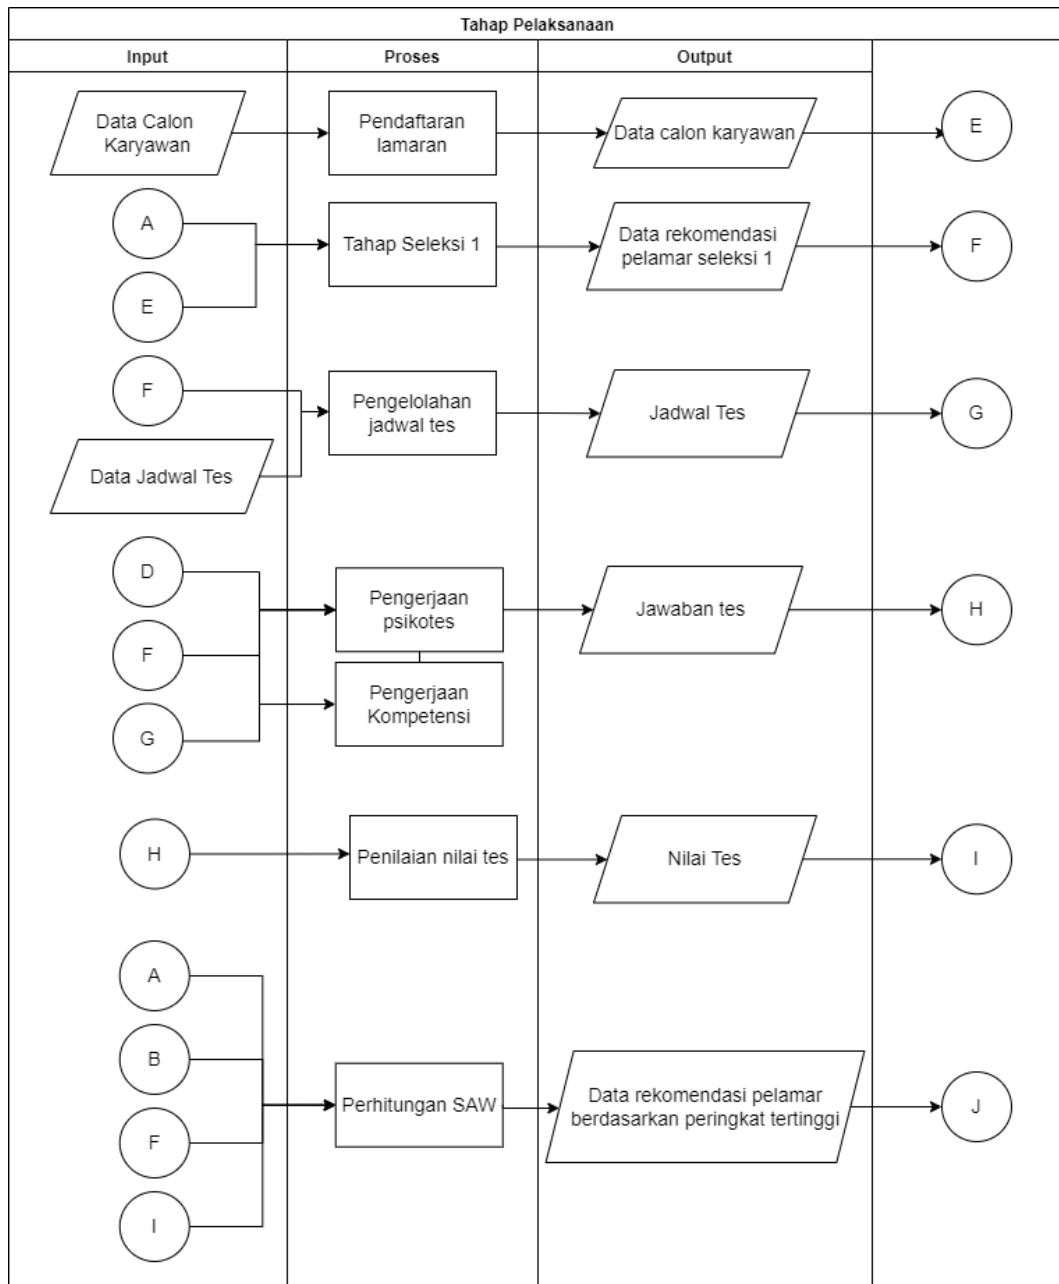 Tahap Pelaksanaan
Input
Proses
Output
Data Calon
Karyawan
Pendaftaran
lamaran
Data calon karyawan
E
A
E
Tahap Seleksi 1
Data rekomendasi
pelamar seleksi 1
F
F
Data Jadwal Tes
Pengelolahan
jadwal tes
Jadwal Tes
G
D
F
G
Pengerjaan
psikotes
Pengerjaan
Kompetensi
Jawaban tes
H
H
Penilaian nilai tes
Nilai Tes
I
A
B
F
I
Perhitungan SAW
Data rekomendasi pelamar
berdasarkan peringkat tertinggi
J